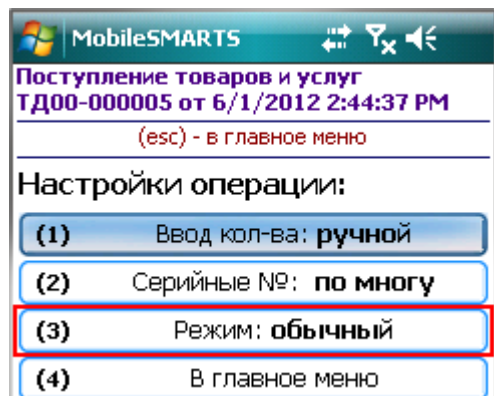 MobileSMARTS
Поступление товаров и услуг
ТД00-000005 от 6/1/2012 2:44:37 PM
(esc) - в главное меню
Настройки операции:
(1) Ввод кол-ва: ручной
(2) Серийные №: по многу
(3) Режим: обычный
(4) В главное меню